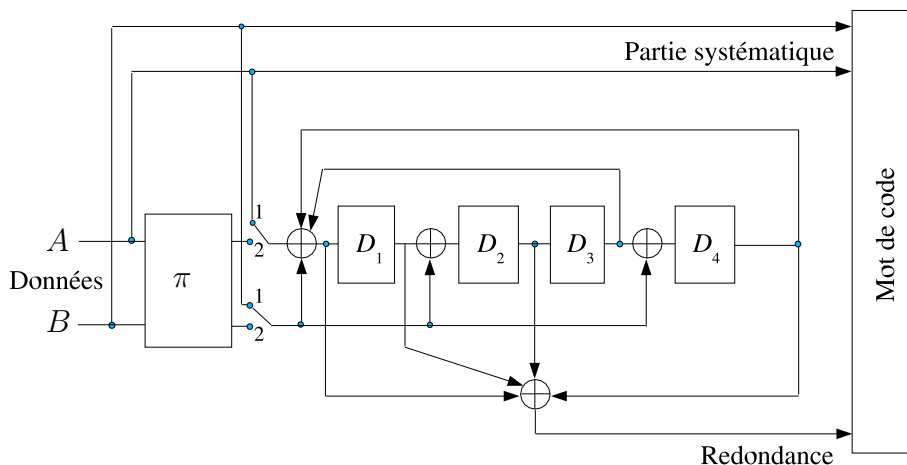 Partie systématique
A
1
2
D₁
D₂
D₃
D₄
Mot de code
π
Données
B
1
2
Redondance